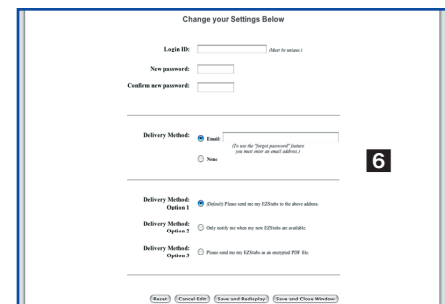 Change your Settings Below
Login ID: (Must be unique.)
New password:
Confirm new password:
Delivery Method: Email:
(To use the "forgot password" feature
you must enter an email address.)
None
6
Delivery Method:
Option 1 (Default) Please send me my EZStubs to the above address.
Delivery Method:
Option 2 Only notify me when my new EZStubs are available.
Delivery Method:
Option 3 Please send me my EZStubs as an encrypted PDF file.
Reset Cancel Edit Save and Redisplay Save and Close Window